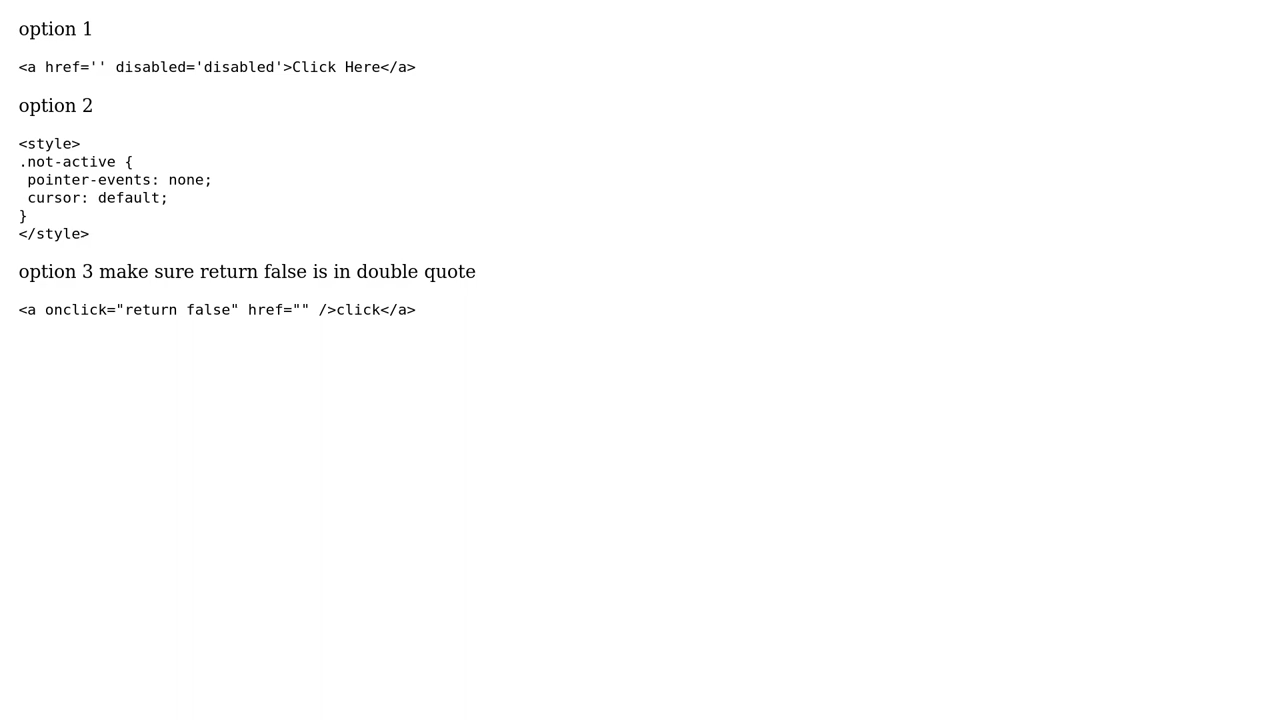 option 1
<a href='' disabled='disabled'>Click Here</a>
option 2
<style>
.not-active {
 pointer-events: none;
 cursor: default;
}
</style>
option 3 make sure return false is in double quote
<a onclick="return false" href="" />click</a>